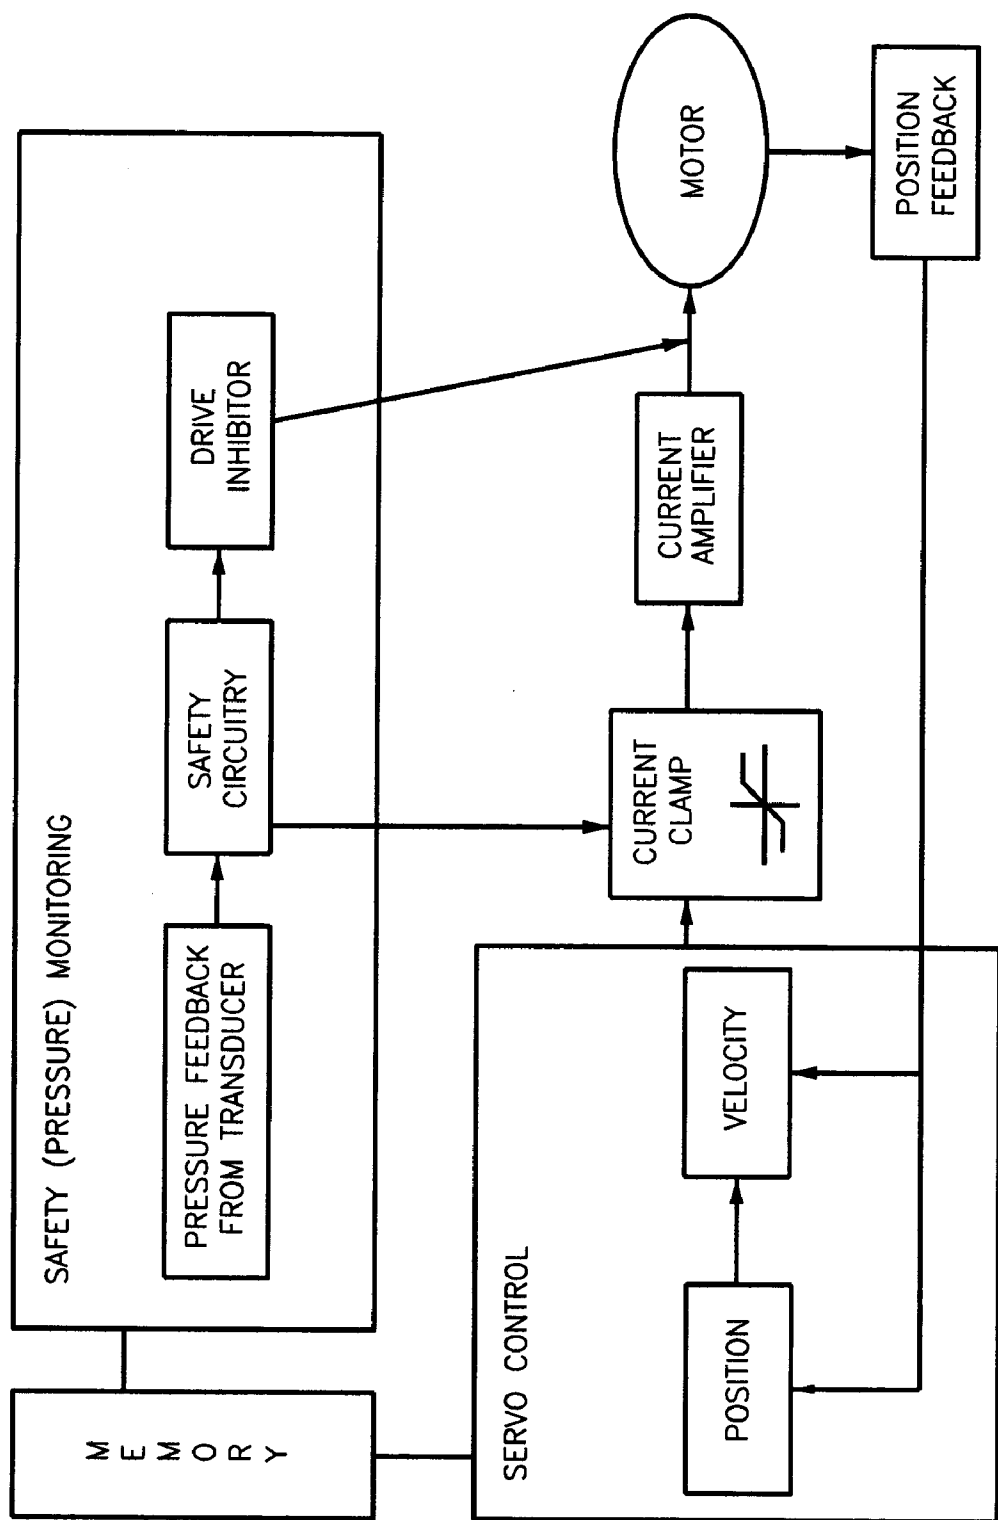 SAFETY (PRESSURE) MONITORING
M
E
M
O
R
Y
PRESSURE FEEDBACK
FROM TRANSDUCER
SAFETY
CIRCUITRY
DRIVE
INHIBITOR
SERVO CONTROL
POSITION
VELOCITY
CURRENT
CLAMP
CURRENT
AMPLIFIER
MOTOR
POSITION
FEEDBACK